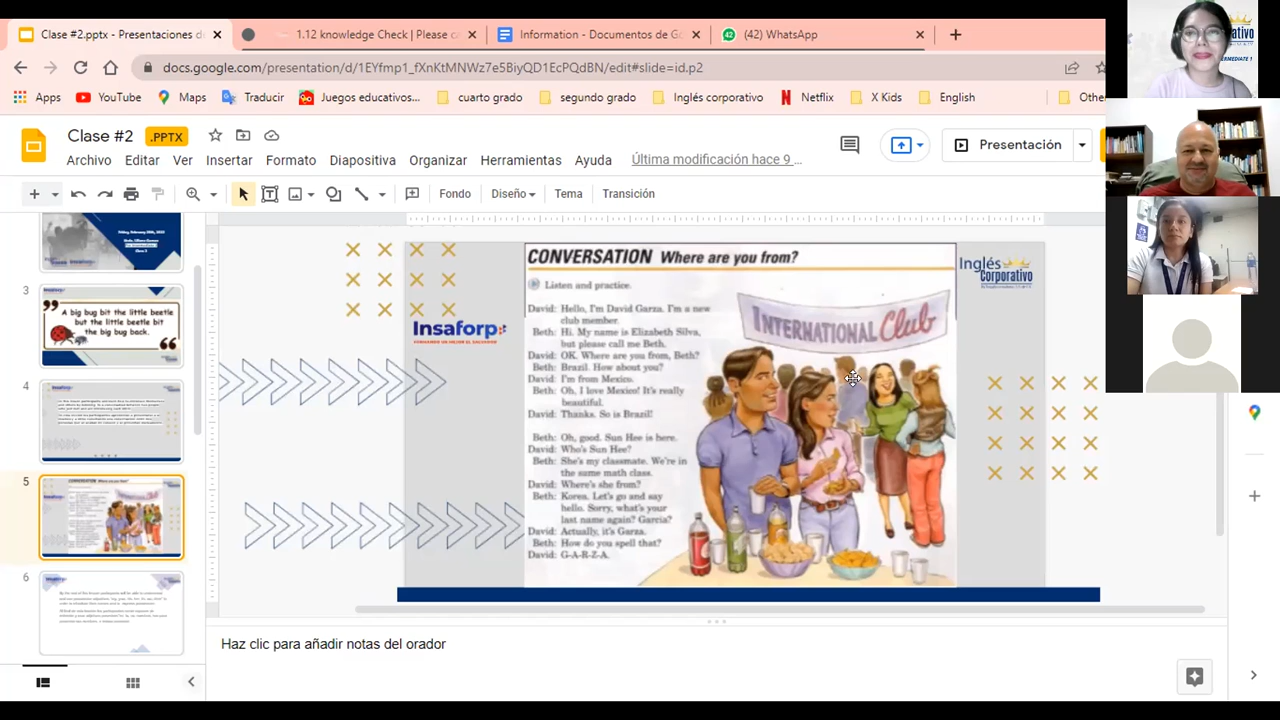 Clase #2.pptx - Presentaciones d
1.12 knowledge Check | Please c
Information - Documentos de G
(42) WhatsApp
docs.google.com/presentation/d/1EYfmp1_fXnKtMNWz7e5Bj
cPQdBN/edit#slide=id.p2
Apps
YouTube
Maps
Traducir
Juegos educativos...
cuarto grado
segundo grado
Inglés corporativo
Netflix
X Kids
English
Other
Clase #2
.PPTX
Archivo Editar Ver Insertar Formato Diapositiva Organizar Herramientas Ayuda
Última modificación hace 9 ...
Presentación
Fondo Diseño Tema Transición
3
A big bug bit the little beetle
but the little beetle bit
the big bug back.
4
5
6
CONVERSATION Where are you from?
Listen and practice.
David: Hello, I'm David Garza. I'm a new
club member.
Beth: Hi. My name is Elizabeth Silva,
but please call me Beth.
David: OK. Where are you from, Beth?
Beth: Brazil. How about you?
David: I'm from Mexico.
Beth: Oh, I love Mexico! It's really
beautiful.
David: Thanks. So is Brazil!
Beth: Oh, good. Sun Hee is here.
David: Who's Sun Hee?
Beth: She's my classmate. We're in
the same math class.
David: Where's she from?
Beth: Korea. Let's go and say
hello. Sorry, what's your
last name again? Garcia?
David: Actually, it's Garza.
Beth: How do you spell that?
David: G-A-R-Z-A.
INTERNATIONAL Club
Insaforp
Inglés
Corporativo
Haz clic para añadir notas del orador